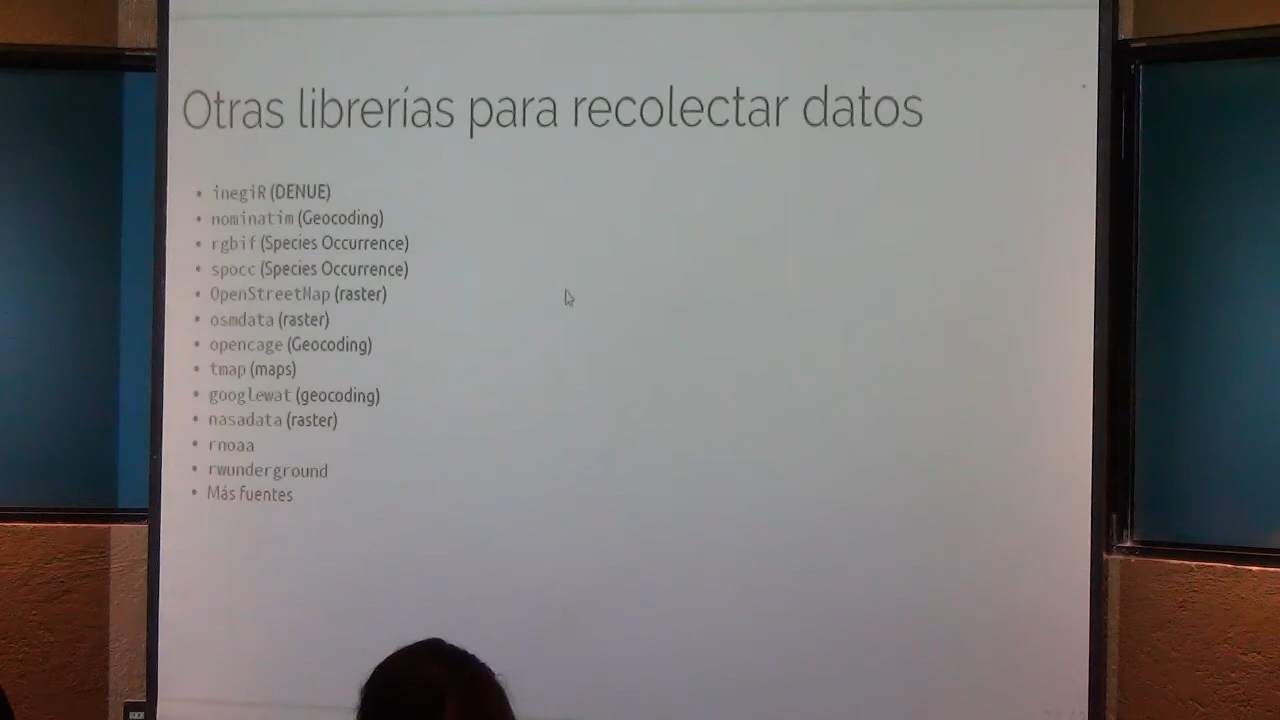 Otras librerías para recolectar datos
• inegiR (DENUE)
• nominatim (Geocoding)
• rgbif (Species Occurrence)
• spocc (Species Occurrence)
• OpenStreetMap (raster)
• osmdata (raster)
• opencage (Geocoding)
• tmap (maps)
• googlewat (geocoding)
• nasadata (raster)
• rnoaa
• rwunderground
• Más fuentes